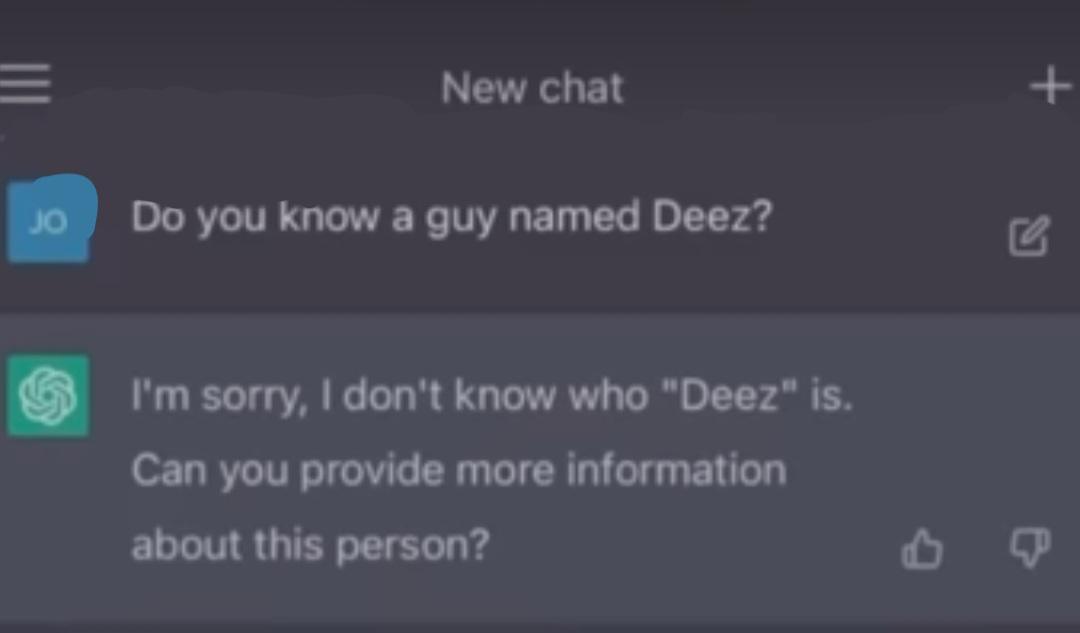 New chat
JO
Do you know a guy named Deez?
I'm sorry, I don't know who "Deez" is.
Can you provide more information
about this person?